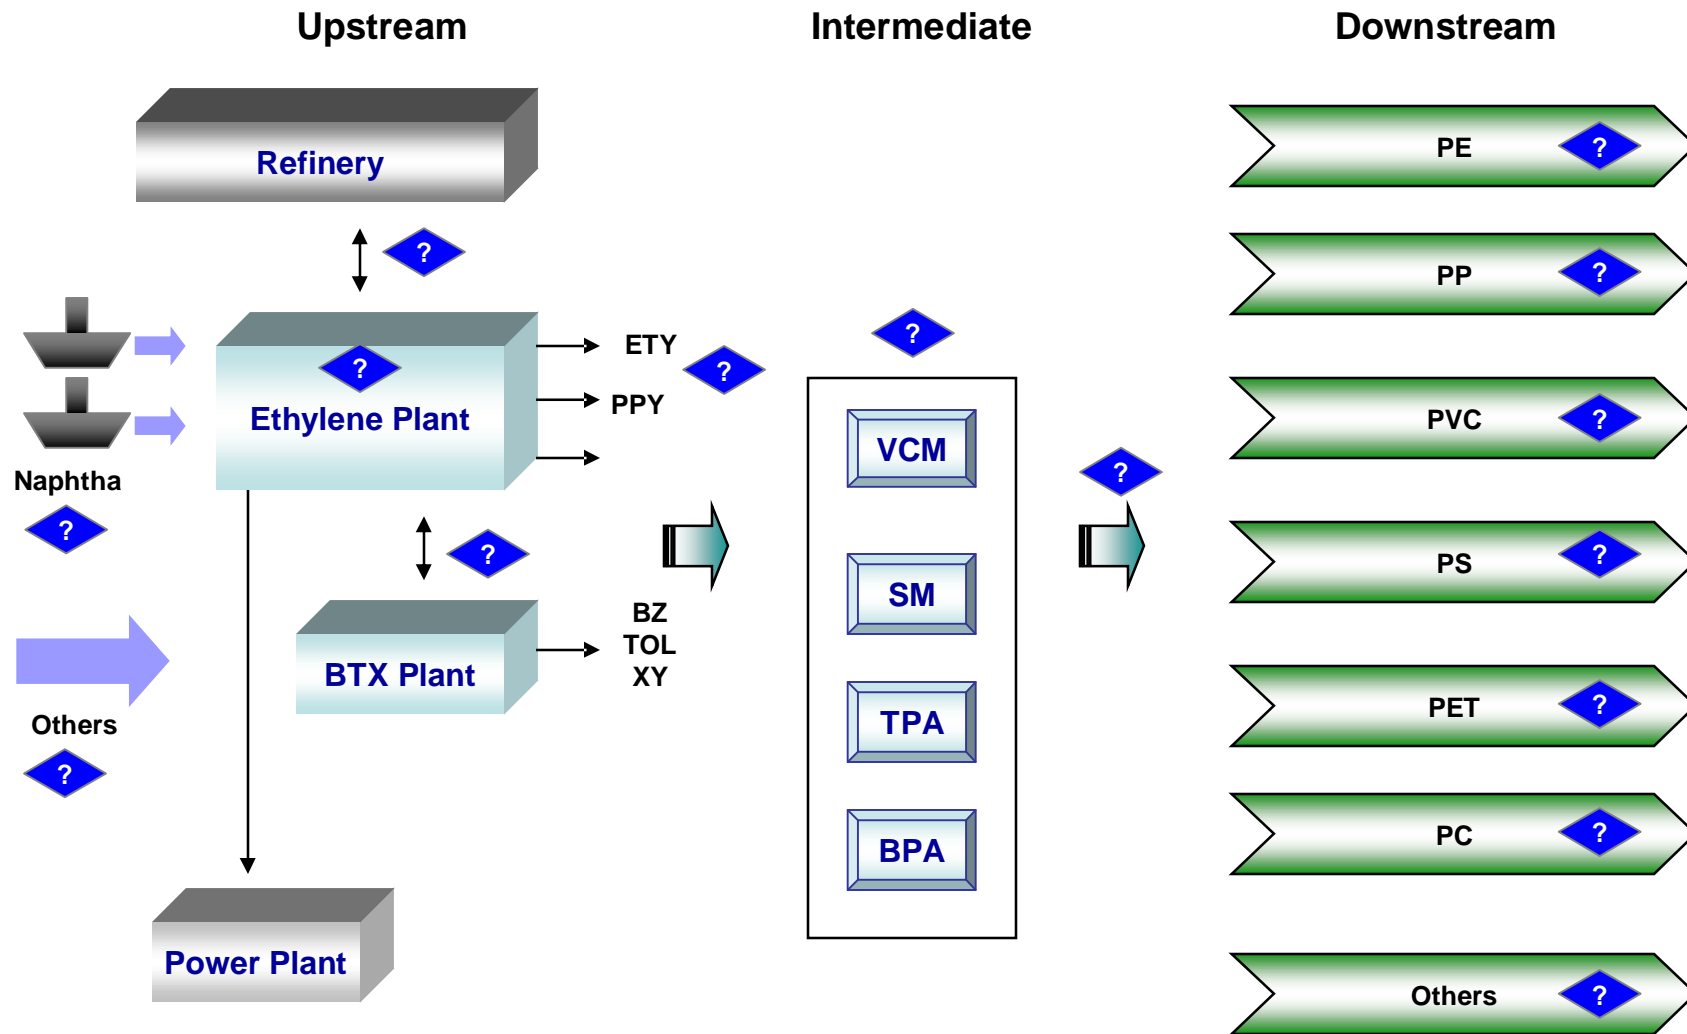 Upstream
Intermediate
Downstream
Refinery
?
Ethylene Plant
?
Naphtha
?
Others
?
ETY
PPY
?
?
BTX Plant
BZ
TOL
XY
Power Plant
?
VCM
SM
TPA
BPA
?
PE
?
PP
?
PVC
?
PS
?
PET
?
PC
?
Others
?